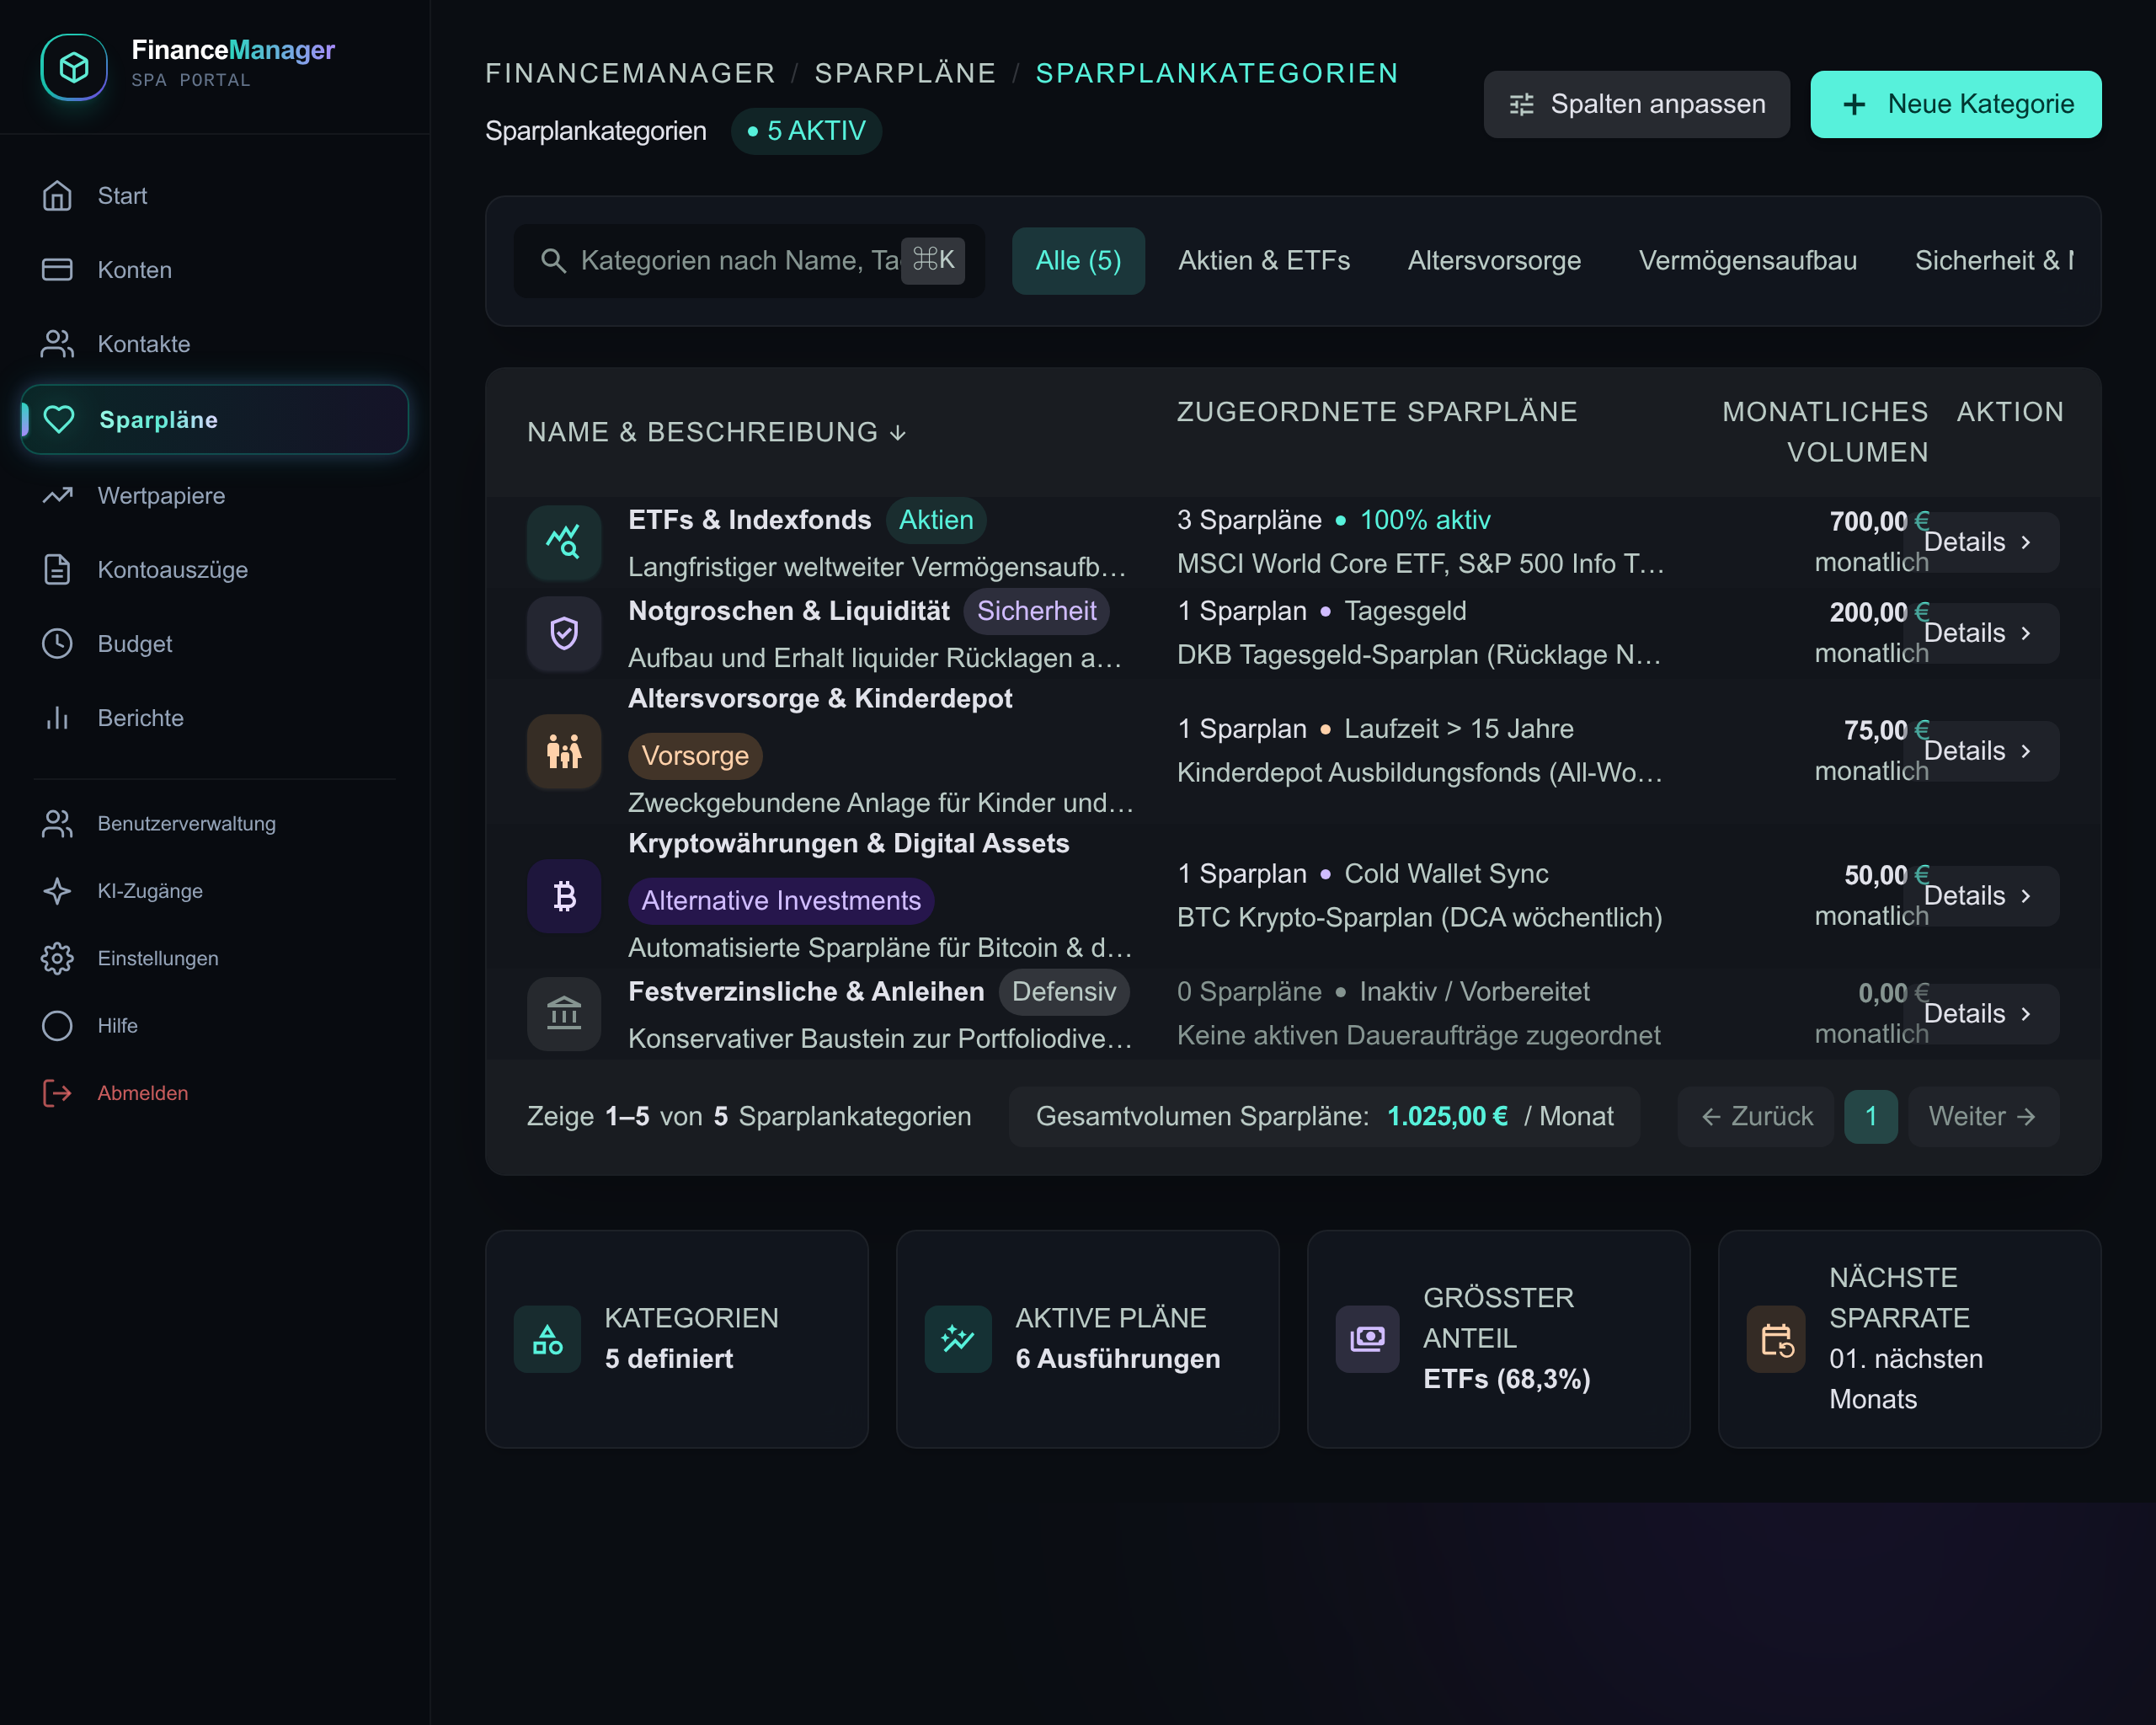 FinanceManager
SPA PORTAL
Start
Konten
Kontakte
Sparpläne
Wertpapiere
Kontoauszüge
Budget
Berichte
Benutzerverwaltung
KI-Zugänge
Einstellungen
Hilfe
Abmelden
FINANCEMANAGER / SPARPLÄNE / SPARPLANKATEGORIEN
Sparplankategorien • 5 AKTIV
Spalten anpassen
Neue Kategorie
Kategorien nach Name, Ta ⌘K
Alle (5) Aktien & ETFs Altersvorsorge Vermögensaufbau Sicherheit &
NAME & BESCHREIBUNG ↓
ZUGEORDNETE SPARPLÄNE
MONATLICHES
VOLUMEN
AKTION
ETFs & Indexfonds Aktien
Langfristiger weltweiter Vermögensaufb…
3 Sparpläne • 100% aktiv
MSCI World Core ETF, S&P 500 Info T…
700,00 €
monatlich
Details
Notgroschen & Liquidität Sicherheit
Aufbau und Erhalt liquider Rücklagen a…
1 Sparplan • Tagesgeld
DKB Tagesgeld-Sparplan (Rücklage N…
200,00 €
monatlich
Details
Altersvorsorge & Kinderdepot
Vorsorge
Zweckgebundene Anlage für Kinder und…
1 Sparplan • Laufzeit > 15 Jahre
Kinderdepot Ausbildungsfonds (All-Wo…
75,00 €
monatlich
Details
Kryptowährungen & Digital Assets
Alternative Investments
Automatisierte Sparpläne für Bitcoin & d…
1 Sparplan • Cold Wallet Sync
BTC Krypto-Sparplan (DCA wöchentlich)
50,00 €
monatlich
Details
Festverzinsliche & Anleihen Defensiv
Konservativer Baustein zur Portfoliodive…
0 Sparpläne • Inaktiv / Vorbereitet
Keine aktiven Daueraufträge zugeordnet
0,00 €
monatlich
Details
Zeige 1–5 von 5 Sparplankategorien
Gesamtvolumen Sparpläne: 1.025,00 € / Monat
← Zurück 1 Weiter →
KATEGORIEN
5 definiert
AKTIVE PLÄNE
6 Ausführungen
GRÖSSTER
ANTEIL
ETFs (68,3%)
NÄCHSTE
SPARRATE
01. nächsten
Monats